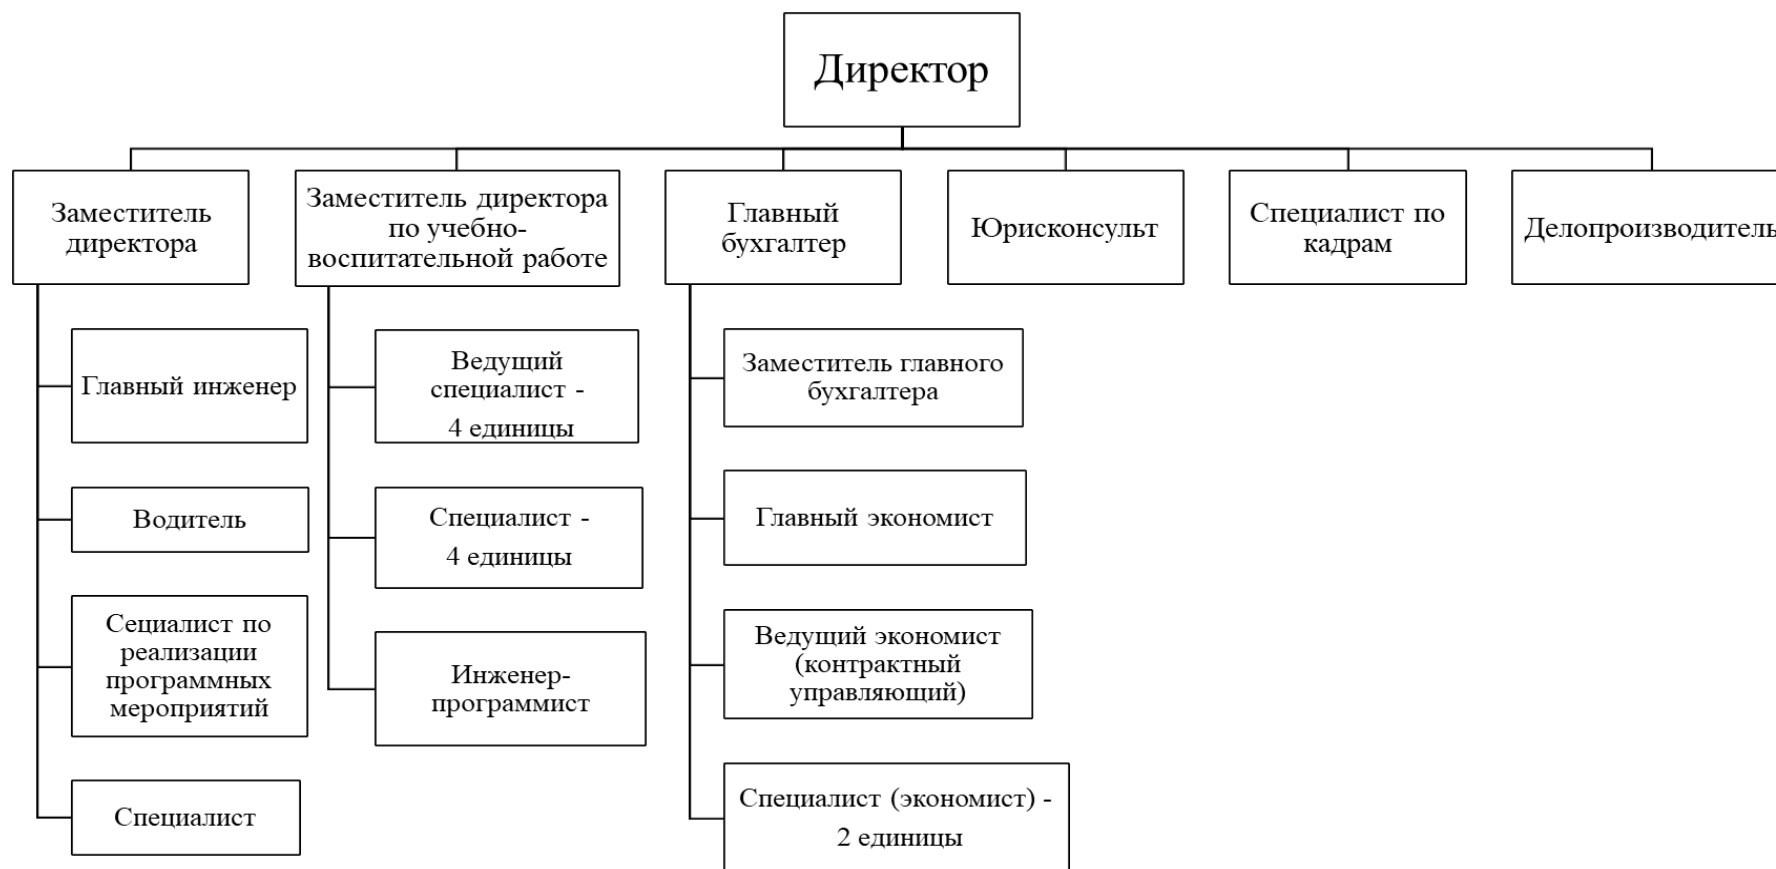 Директор
Заместитель
директора
Заместитель директора
по учебно-
воспитательной работе
Главный
бухгалтер
Юрисконсульт
Специалист по
кадрам
Делопроизводитель
Главный инженер
Водитель
Сециалист по
реализации
программных
мероприятий
Специалист
Ведущий
специалист -
4 единицы
Специалист -
4 единицы
Инженер-
программист
Заместитель главного
бухгалтера
Главный экономист
Ведущий экономист
(контрактный
управляющий)
Специалист (экономист) -
2 единицы